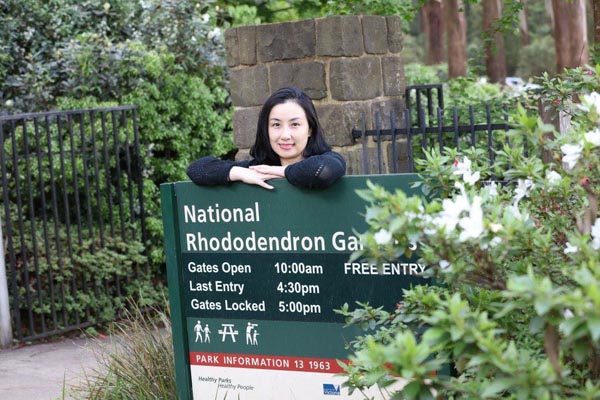 National
Rhododendron
Gates Open 10:00am FREE ENTRY
Last Entry 4:30pm
Gates Locked 5:00pm
PARK INFORMATION 13 1963
Healthy Parks
Healthy People